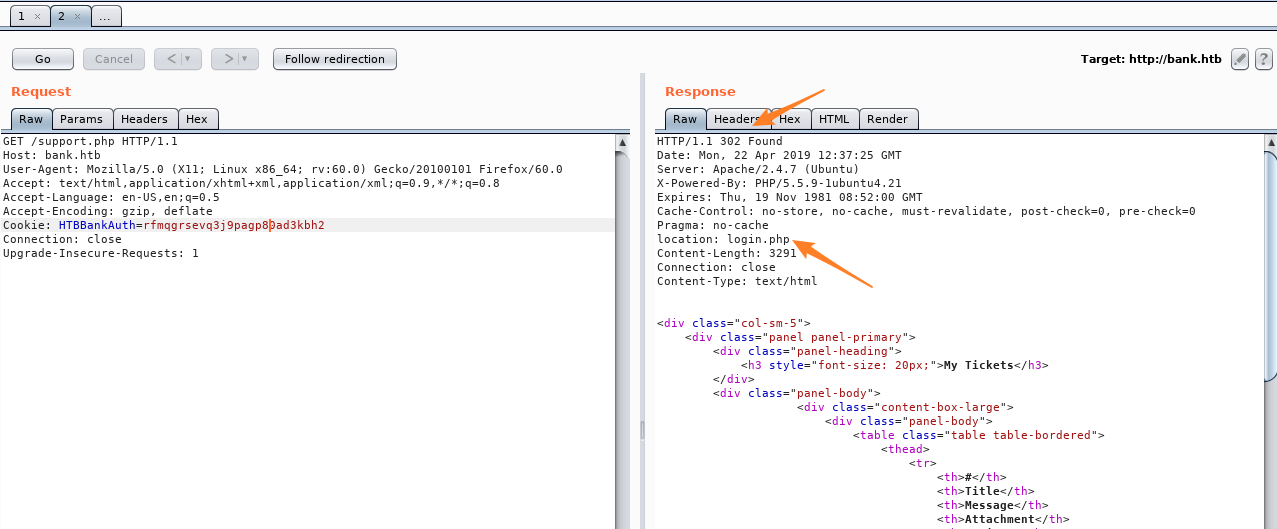 1 × 2 × ...
Go Cancel < > Follow redirection Target: http://bank.htb ?
Request
Raw Params Headers Hex
GET /support.php HTTP/1.1
Host: bank.htb
User-Agent: Mozilla/5.0 (X11; Linux x86_64; rv:60.0) Gecko/20100101 Firefox/60.0
Accept: text/html,application/xhtml+xml,application/xml;q=0.9,*/*;q=0.8
Accept-Language: en-US,en;q=0.5
Accept-Encoding: gzip, deflate
Cookie: HTBBankAuth=rfmqgrsevq3j9pagp80ad3kbh2
Connection: close
Upgrade-Insecure-Requests: 1
Response
Raw Headers Hex HTML Render
HTTP/1.1 302 Found
Date: Mon, 22 Apr 2019 12:37:25 GMT
Server: Apache/2.4.7 (Ubuntu)
X-Powered-By: PHP/5.5.9-1ubuntu4.21
Expires: Thu, 19 Nov 1981 08:52:00 GMT
Cache-Control: no-store, no-cache, must-revalidate, post-check=0, pre-check=0
Pragma: no-cache
location: login.php
Content-Length: 3291
Connection: close
Content-Type: text/html
<div class="col-sm-5">
<div class="panel panel-primary">
<div class="panel-heading">
<h3 style="font-size: 20px;">My Tickets</h3>
</div>
<div class="panel-body">
<div class="content-box-large">
<div class="panel-body">
<table class="table table-bordered">
<thead>
<tr>
<th>#</th>
<th>Title</th>
<th>Message</th>
<th>Attachment</th>